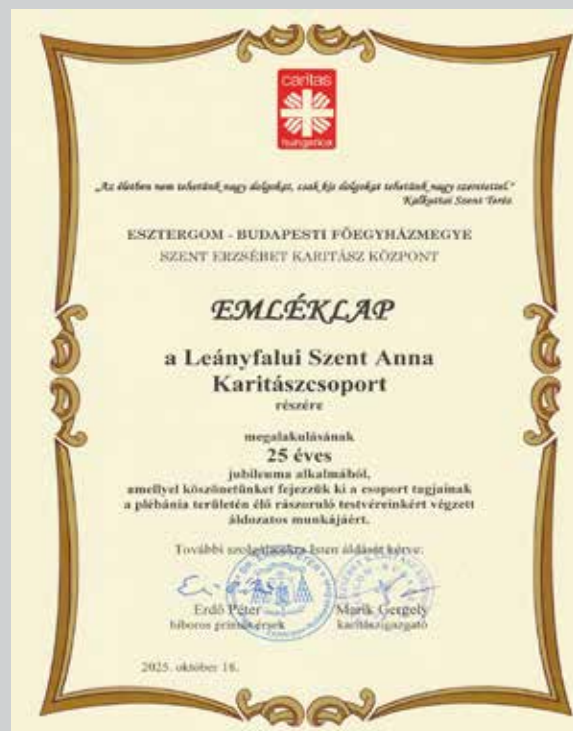 caritas
hungarica
„Az életben nem tehetünk nagy dolgokat, csak kis dolgokat tehetünk nagy szeretettel.”
Kalkuttai Szent Teréz
ESZTERGOM - BUDAPESTI FŐEGYHÁZMEGYE
SZENT ERZSÉBET KARITÁSZ KÖZPONT
EMLÉKLAP
a Leányfalui Szent Anna
Karitászcsoport
részére
megalakulásának
25 éves
jubileuma alkalmából,
amellyel köszönetünket fejezzük ki a csoport tagjainak
a plébánia területén élő rászoruló testvéreinkért végzett
áldozatos munkájáért.
További szolgálatukra Isten áldását kérve:
Erdő Péter
Marik Gergely
bíboros prímás érsek
karitászigazgató
2025. október 16.